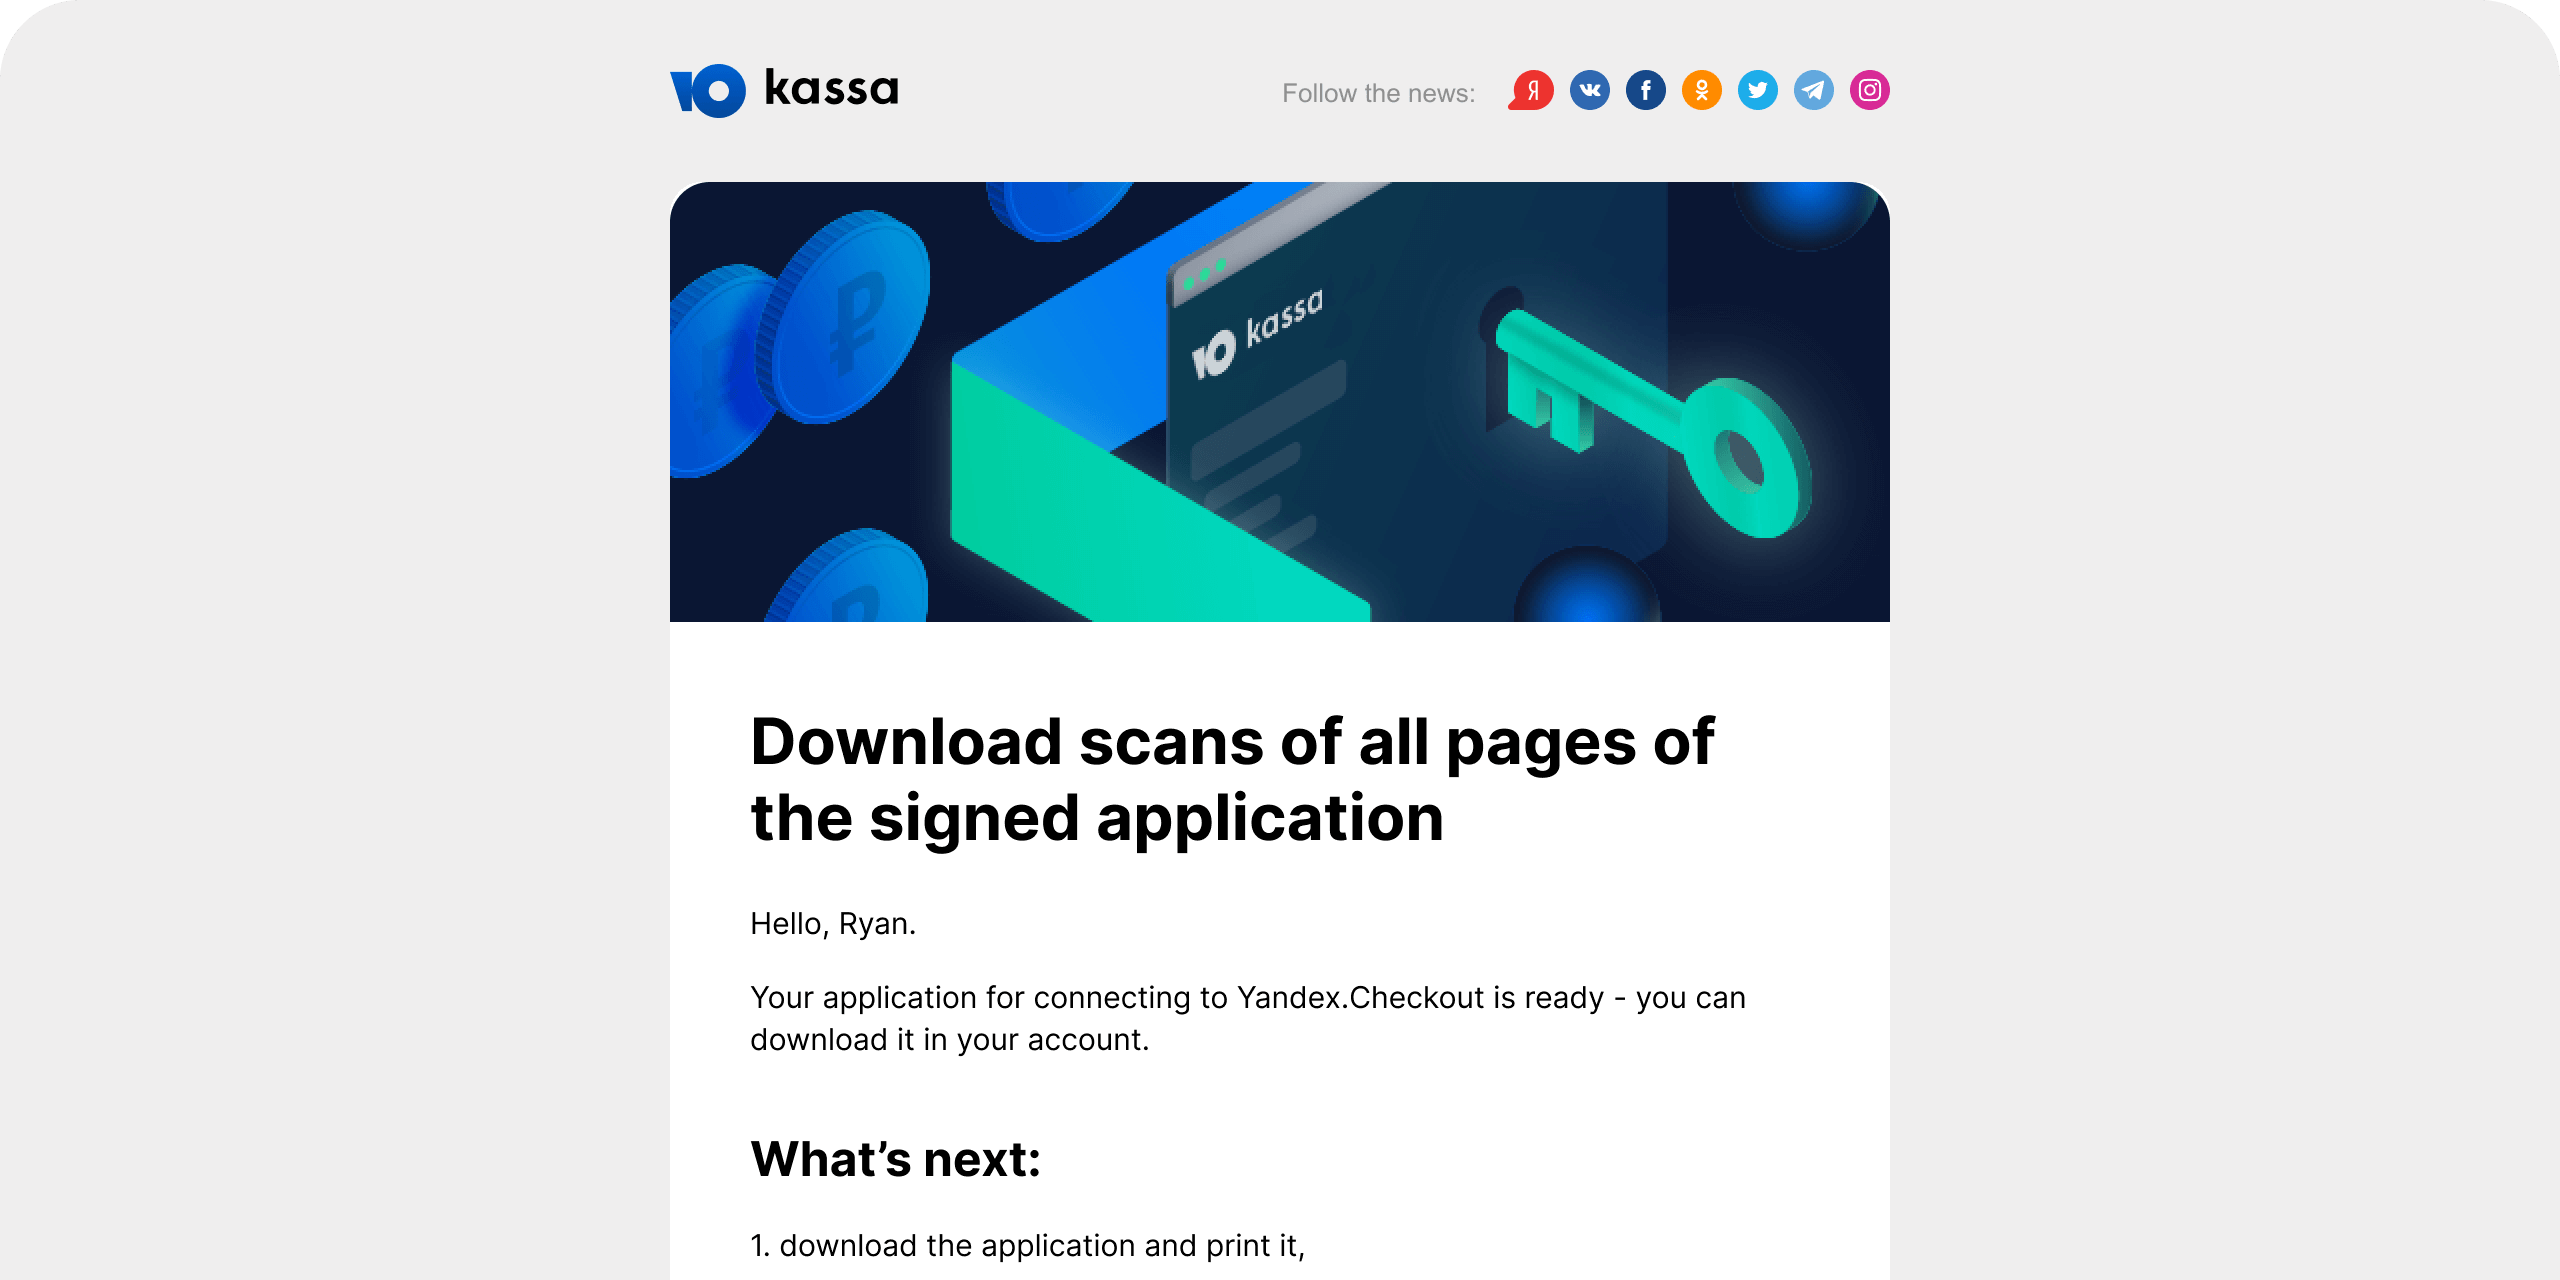 Ю kassa
Follow the news:
Я
Ю kassa
Download scans of all pages of
the signed application
Hello, Ryan.
Your application for connecting to Yandex.Checkout is ready - you can
download it in your account.
What’s next:
1. download the application and print it,